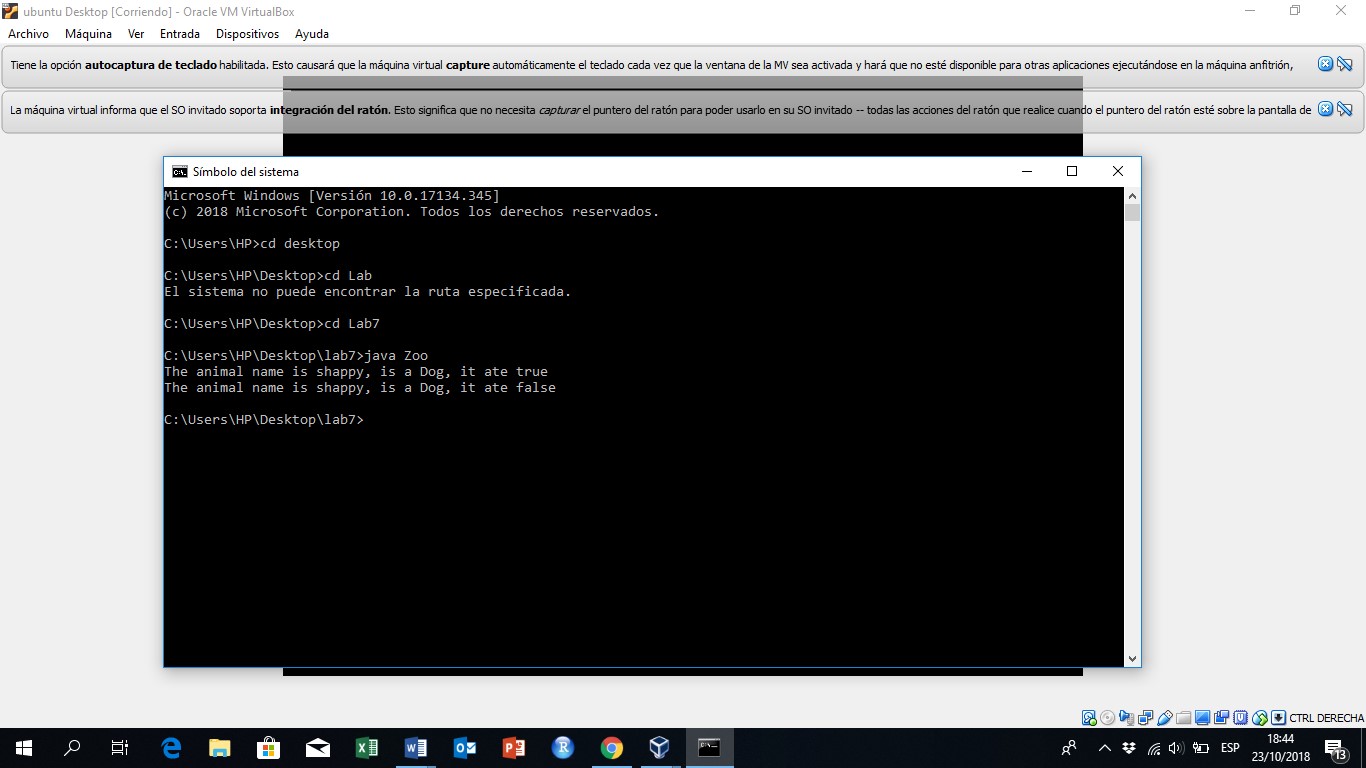 ubuntu Desktop [Corriendo] - Oracle VM VirtualBox
Archivo Máquina Ver Entrada Dispositivos Ayuda
Tiene la opción autocaptura de teclado habilitada. Esto causará que la máquina virtual capture automáticamente el teclado cada vez que la ventana de la MV sea activada y hará que no esté disponible para otras aplicaciones ejecutándose en la máquina anfitrión,
La máquina virtual informa que el SO invitado soporta integración del ratón. Esto significa que no necesita capturar el puntero del ratón para poder usarlo en su SO invitado -- todas las acciones del ratón que realice cuando el puntero del ratón esté sobre la pantalla de
Símbolo del sistema
Microsoft Windows [Versión 10.0.17134.345]
(c) 2018 Microsoft Corporation. Todos los derechos reservados.
C:\Users\HP>cd desktop
C:\Users\HP\Desktop>cd Lab
El sistema no puede encontrar la ruta especificada.
C:\Users\HP\Desktop>cd Lab7
C:\Users\HP\Desktop\lab7>java Zoo
The animal name is shappy, is a Dog, it ate true
The animal name is shappy, is a Dog, it ate false
C:\Users\HP\Desktop\lab7>
CTRL DERECHA
ESP
18:44
23/10/2018
13